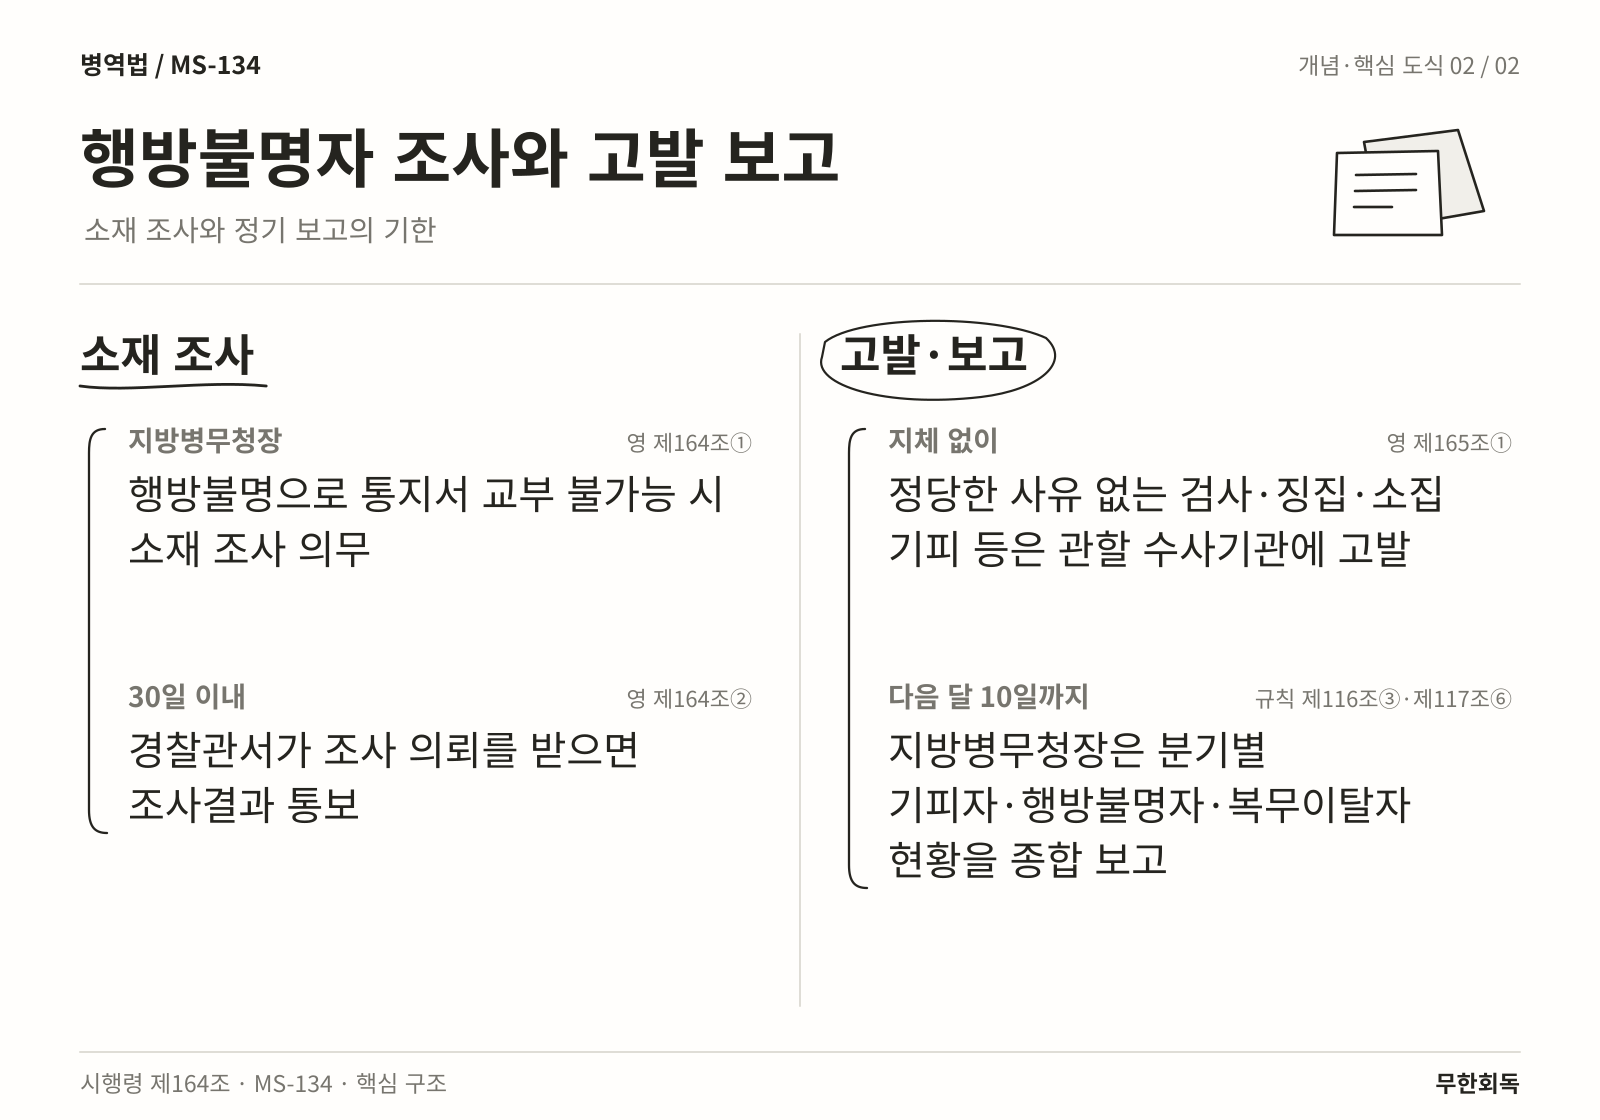 병역법 / MS-134
개념·핵심 도식 02 / 02
행방불명자 조사와 고발 보고
소재 조사와 정기 보고의 기한
소재 조사
지방병무청장
영 제164조①
행방불명으로 통지서 교부 불가능 시
소재 조사 의무
30일 이내
영 제164조②
경찰관서가 조사 의뢰를 받으면
조사결과 통보
고발·보고
지체 없이
영 제165조①
정당한 사유 없는 검사·징집·소집
기피 등은 관할 수사기관에 고발
다음 달 10일까지
규칙 제116조③·제117조⑥
지방병무청장은 분기별
기피자·행방불명자·복무이탈자
현황을 종합 보고
시행령 제164조 · MS-134 · 핵심 구조
무한회독